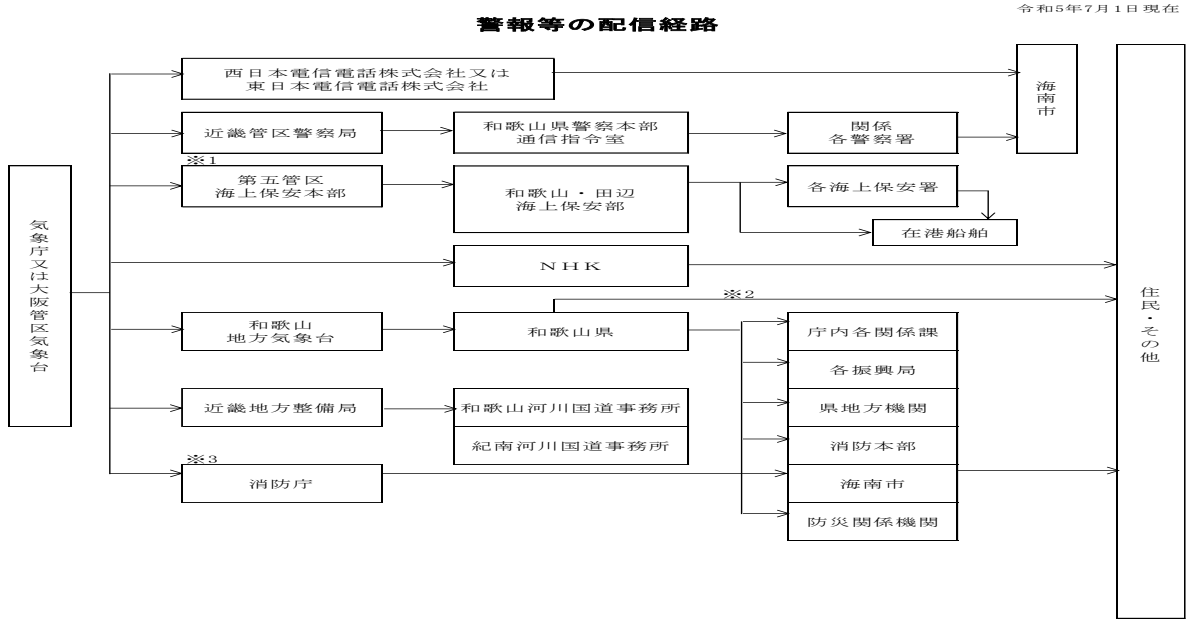 令和5年7月1日現在
警報等の配信経路
西日本電信電話株式会社又は
東日本電信電話株式会社
海南市
近畿管区警察局
和歌山県警察本部
通信指令室
関係
各警察署
※1
第五管区
海上保安本部
和歌山・田辺
海上保安部
各海上保安署
在港船舶
気象庁又は大阪管区気象台
NHK
※2
住民・その他
和歌山
地方気象台
和歌山県
庁内各関係課
各振興局
近畿地方整備局
和歌山河川国道事務所
県地方機関
紀南河川国道事務所
消防本部
※3
消防庁
海南市
防災関係機関